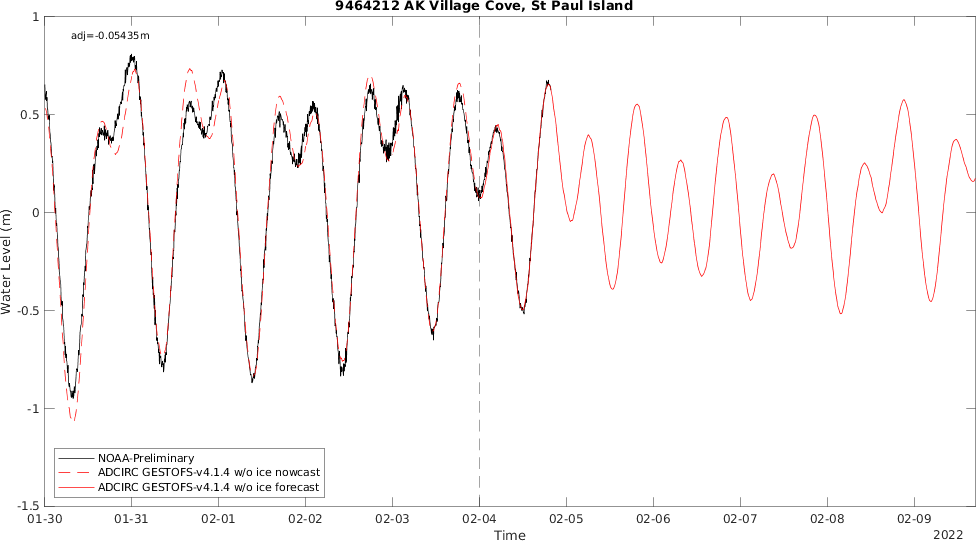 9464212 AK Village Cove, St Paul Island
adj=-0.05435m
1
0.5
0
-0.5
-1
-1.5
Water Level (m)
NOAA-Preliminary
ADCIRC GESTOFS-v4.1.4 w/o ice nowcast
ADCIRC GESTOFS-v4.1.4 w/o ice forecast
01-30 01-31 02-01 02-02 02-03 02-04 02-05 02-06 02-07 02-08 02-09
Time
2022